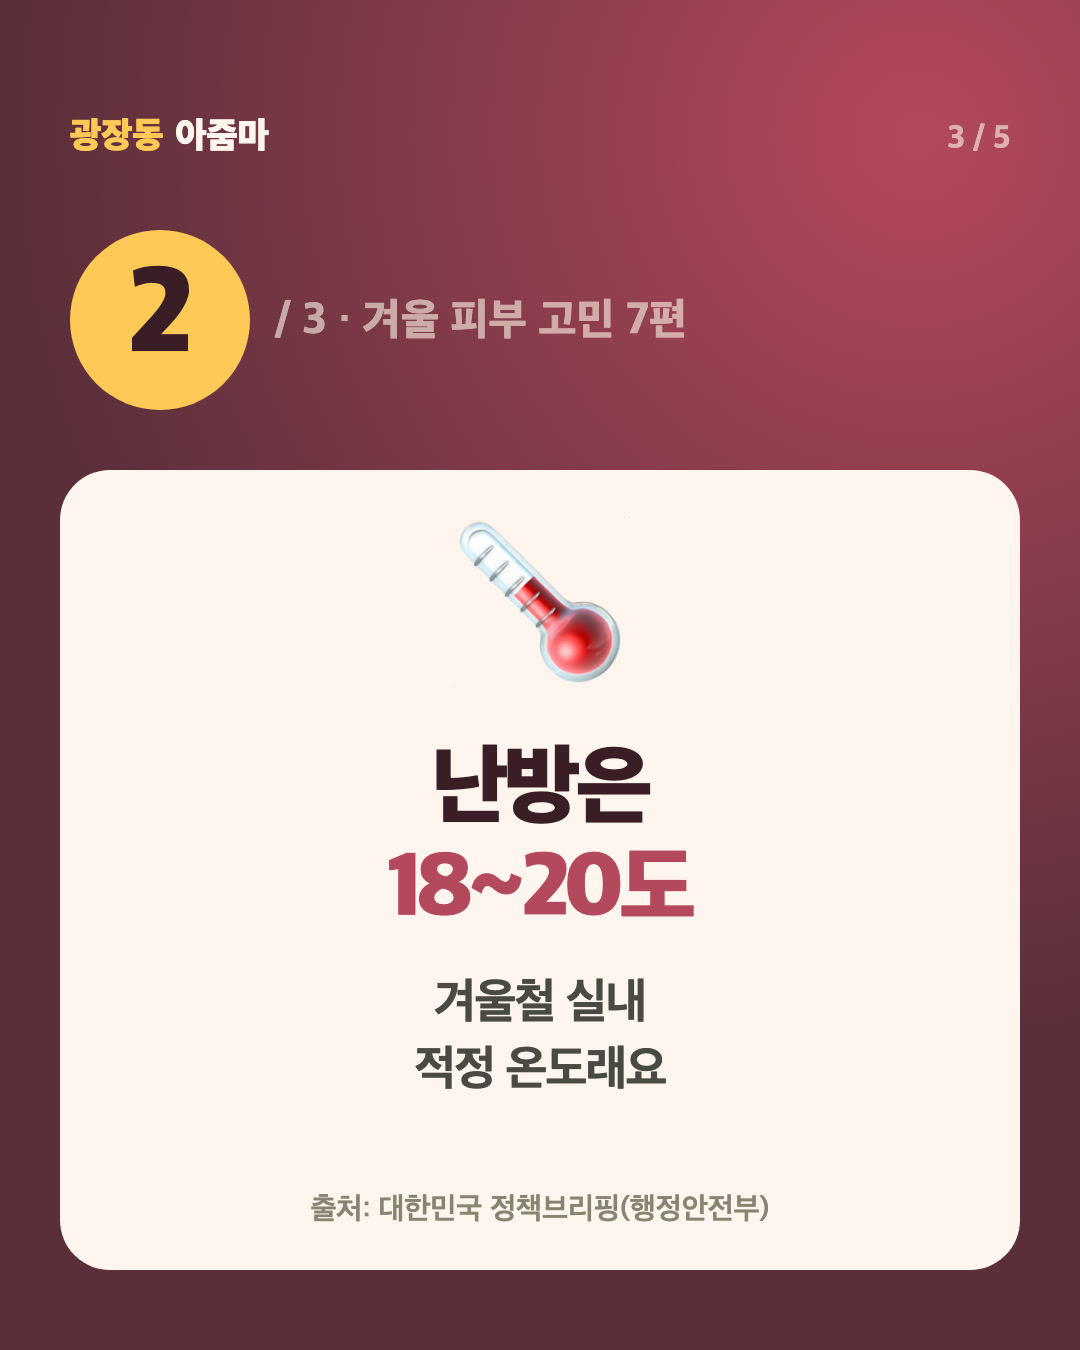 광장동 아줌마
3 / 5
2
/ 3 · 겨울 피부 고민 7편
난방은
18~20도
겨울철 실내
적정 온도래요
출처: 대한민국 정책브리핑(행정안전부)